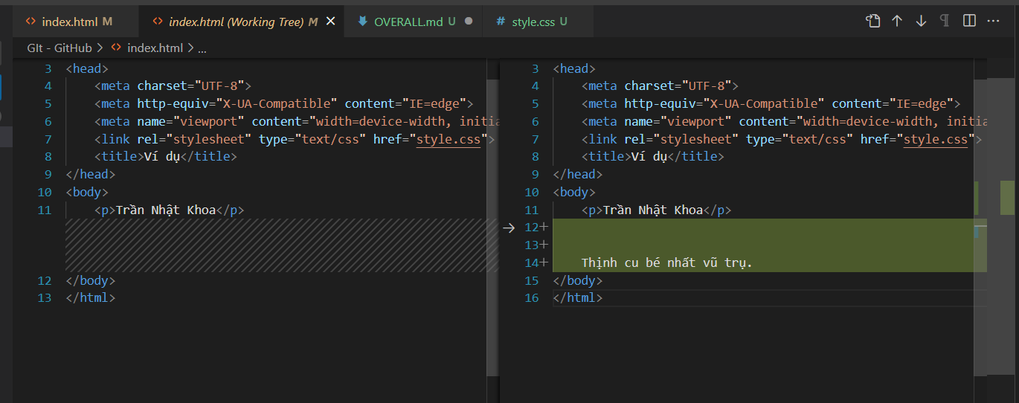 index.html M index.html (Working Tree) M OVERALL.md U style.css U
GIt - GitHub > index.html > ...
3 <head>
4 <meta charset="UTF-8">
5 <meta http-equiv="X-UA-Compatible" content="IE=edge">
6 <meta name="viewport" content="width=device-width, initia
7 <link rel="stylesheet" type="text/css" href="style.css">
8 <title>Ví dụ</title>
9 </head>
10 <body>
11 <p>Trần Nhật Khoa</p>
12 </body>
13 </html>
3 <head>
4 <meta charset="UTF-8">
5 <meta http-equiv="X-UA-Compatible" content="IE=edge">
6 <meta name="viewport" content="width=device-width, initia
7 <link rel="stylesheet" type="text/css" href="style.css">
8 <title>Ví dụ</title>
9 </head>
10 <body>
11 <p>Trần Nhật Khoa</p>
12+
13+
14+ Thịnh cu bé nhất vũ trụ.
15 </body>
16 </html>